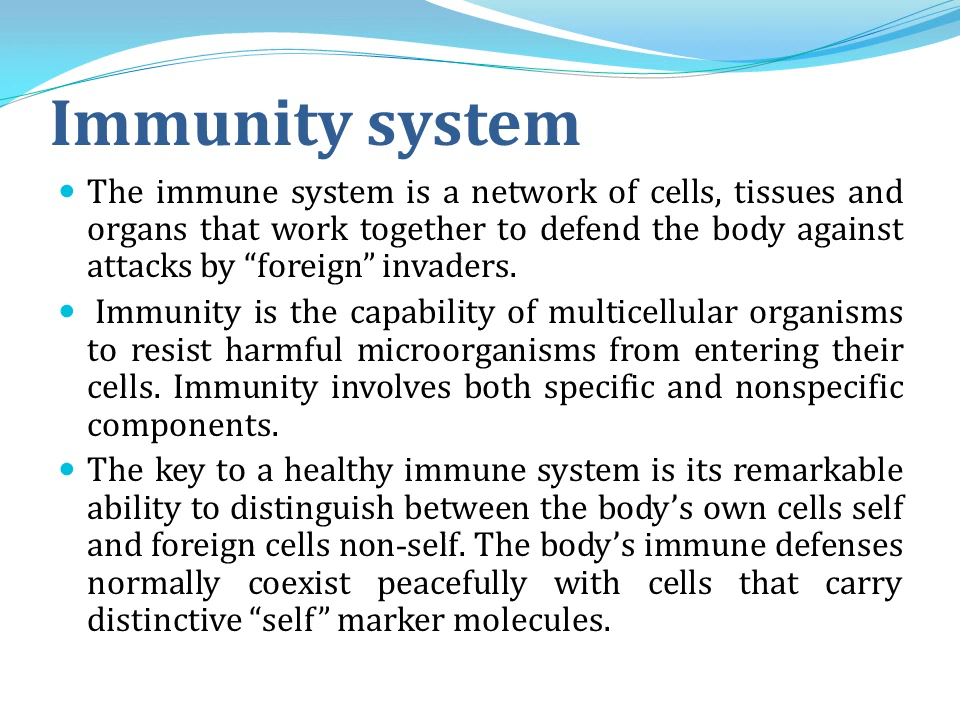 Immunity system
• The immune system is a network of cells, tissues and
organs that work together to defend the body against
attacks by “foreign” invaders.
• Immunity is the capability of multicellular organisms
to resist harmful microorganisms from entering their
cells. Immunity involves both specific and nonspecific
components.
• The key to a healthy immune system is its remarkable
ability to distinguish between the body’s own cells self
and foreign cells non-self. The body’s immune defenses
normally coexist peacefully with cells that carry
distinctive “self” marker molecules.